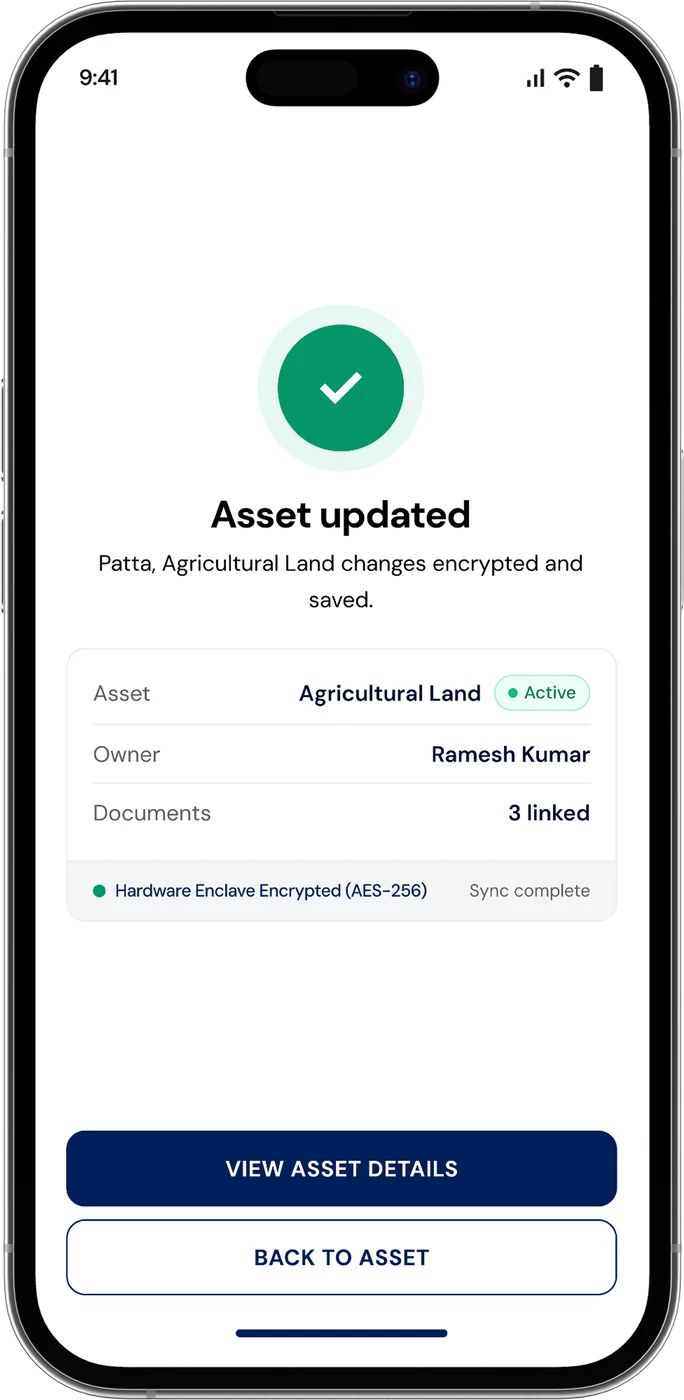 9:41
Asset updated
Patta, Agricultural Land changes encrypted and
saved.
Asset Agricultural Land Active
Owner Ramesh Kumar
Documents 3 linked
Hardware Enclave Encrypted (AES-256) Sync complete
VIEW ASSET DETAILS
BACK TO ASSET